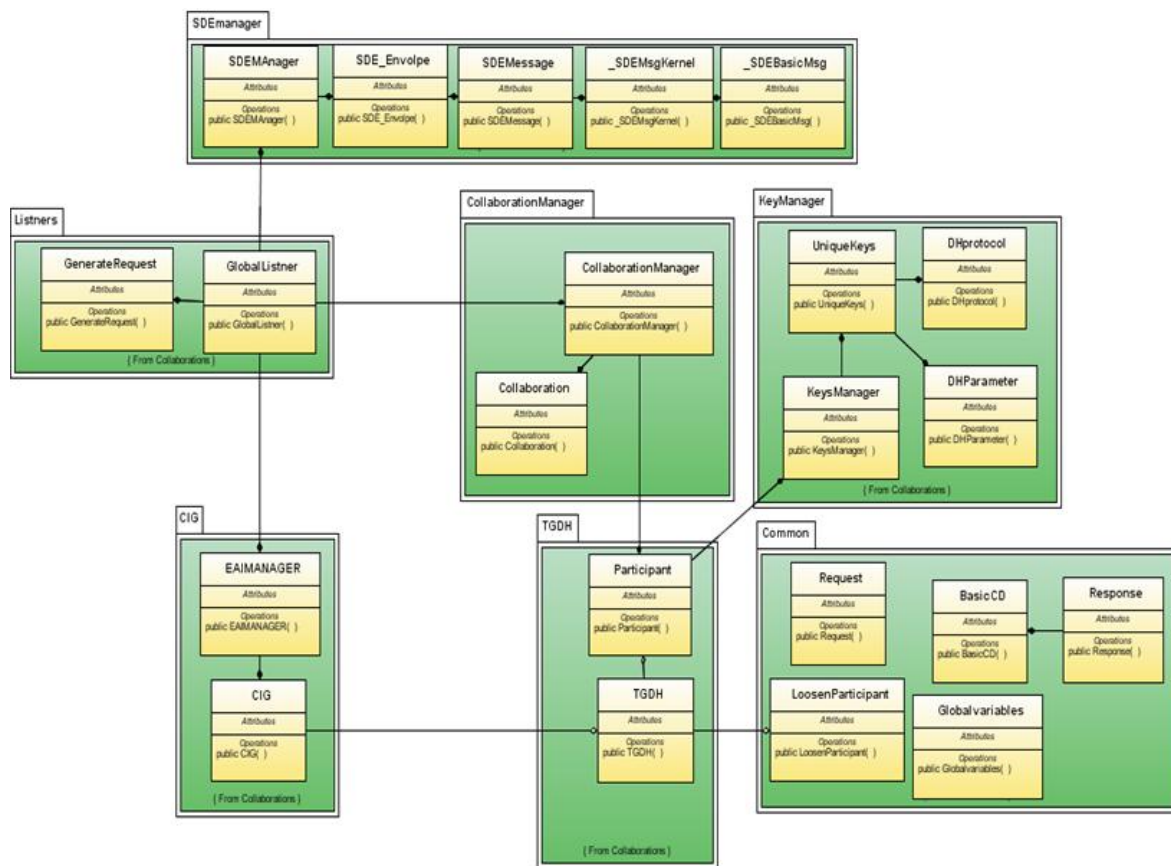 SDEmanager
SDEMAnager
Attributes
Operations
public SDEMAnager( )
SDE_Envolpe
Attributes
Operations
public SDE_Envolpe( )
SDEMessage
Attributes
Operations
public SDEMessage( )
_SDEMsgKernel
Attributes
Operations
public _SDEMsgKernel( )
_SDEBasicMsg
Attributes
Operations
public _SDEBasicMsg( )
Listners
GenerateRequest
Attributes
Operations
public GenerateRequest( )
GlobalListner
Attributes
Operations
public GlobalListner( )
{ From Collaborations }
CollaborationManager
CollaborationManager
Attributes
Operations
public CollaborationManager( )
Collaboration
Attributes
Operations
public Collaboration( )
KeyManager
UniqueKeys
Attributes
Operations
public UniqueKeys( )
DHprotocol
Attributes
Operations
public DHprotocol( )
KeysManager
Attributes
Operations
public KeysManager( )
DHParameter
Attributes
Operations
public DHParameter( )
{ From Collaborations }
CIG
EAIMANAGER
Attributes
Operations
public EAIMANAGER( )
CIG
Attributes
Operations
public CIG( )
{ From Collaborations }
TGDH
Participant
Attributes
Operations
public Participant( )
TGDH
Attributes
Operations
public TGDH( )
{ From Collaborations }
Common
Request
Attributes
Operations
public Request( )
BasicCD
Attributes
Operations
public BasicCD( )
Response
Attributes
Operations
public Response( )
LoosenParticipant
Attributes
Operations
public LoosenParticipant( )
Globalvariables
Attributes
Operations
public Globalvariables( )